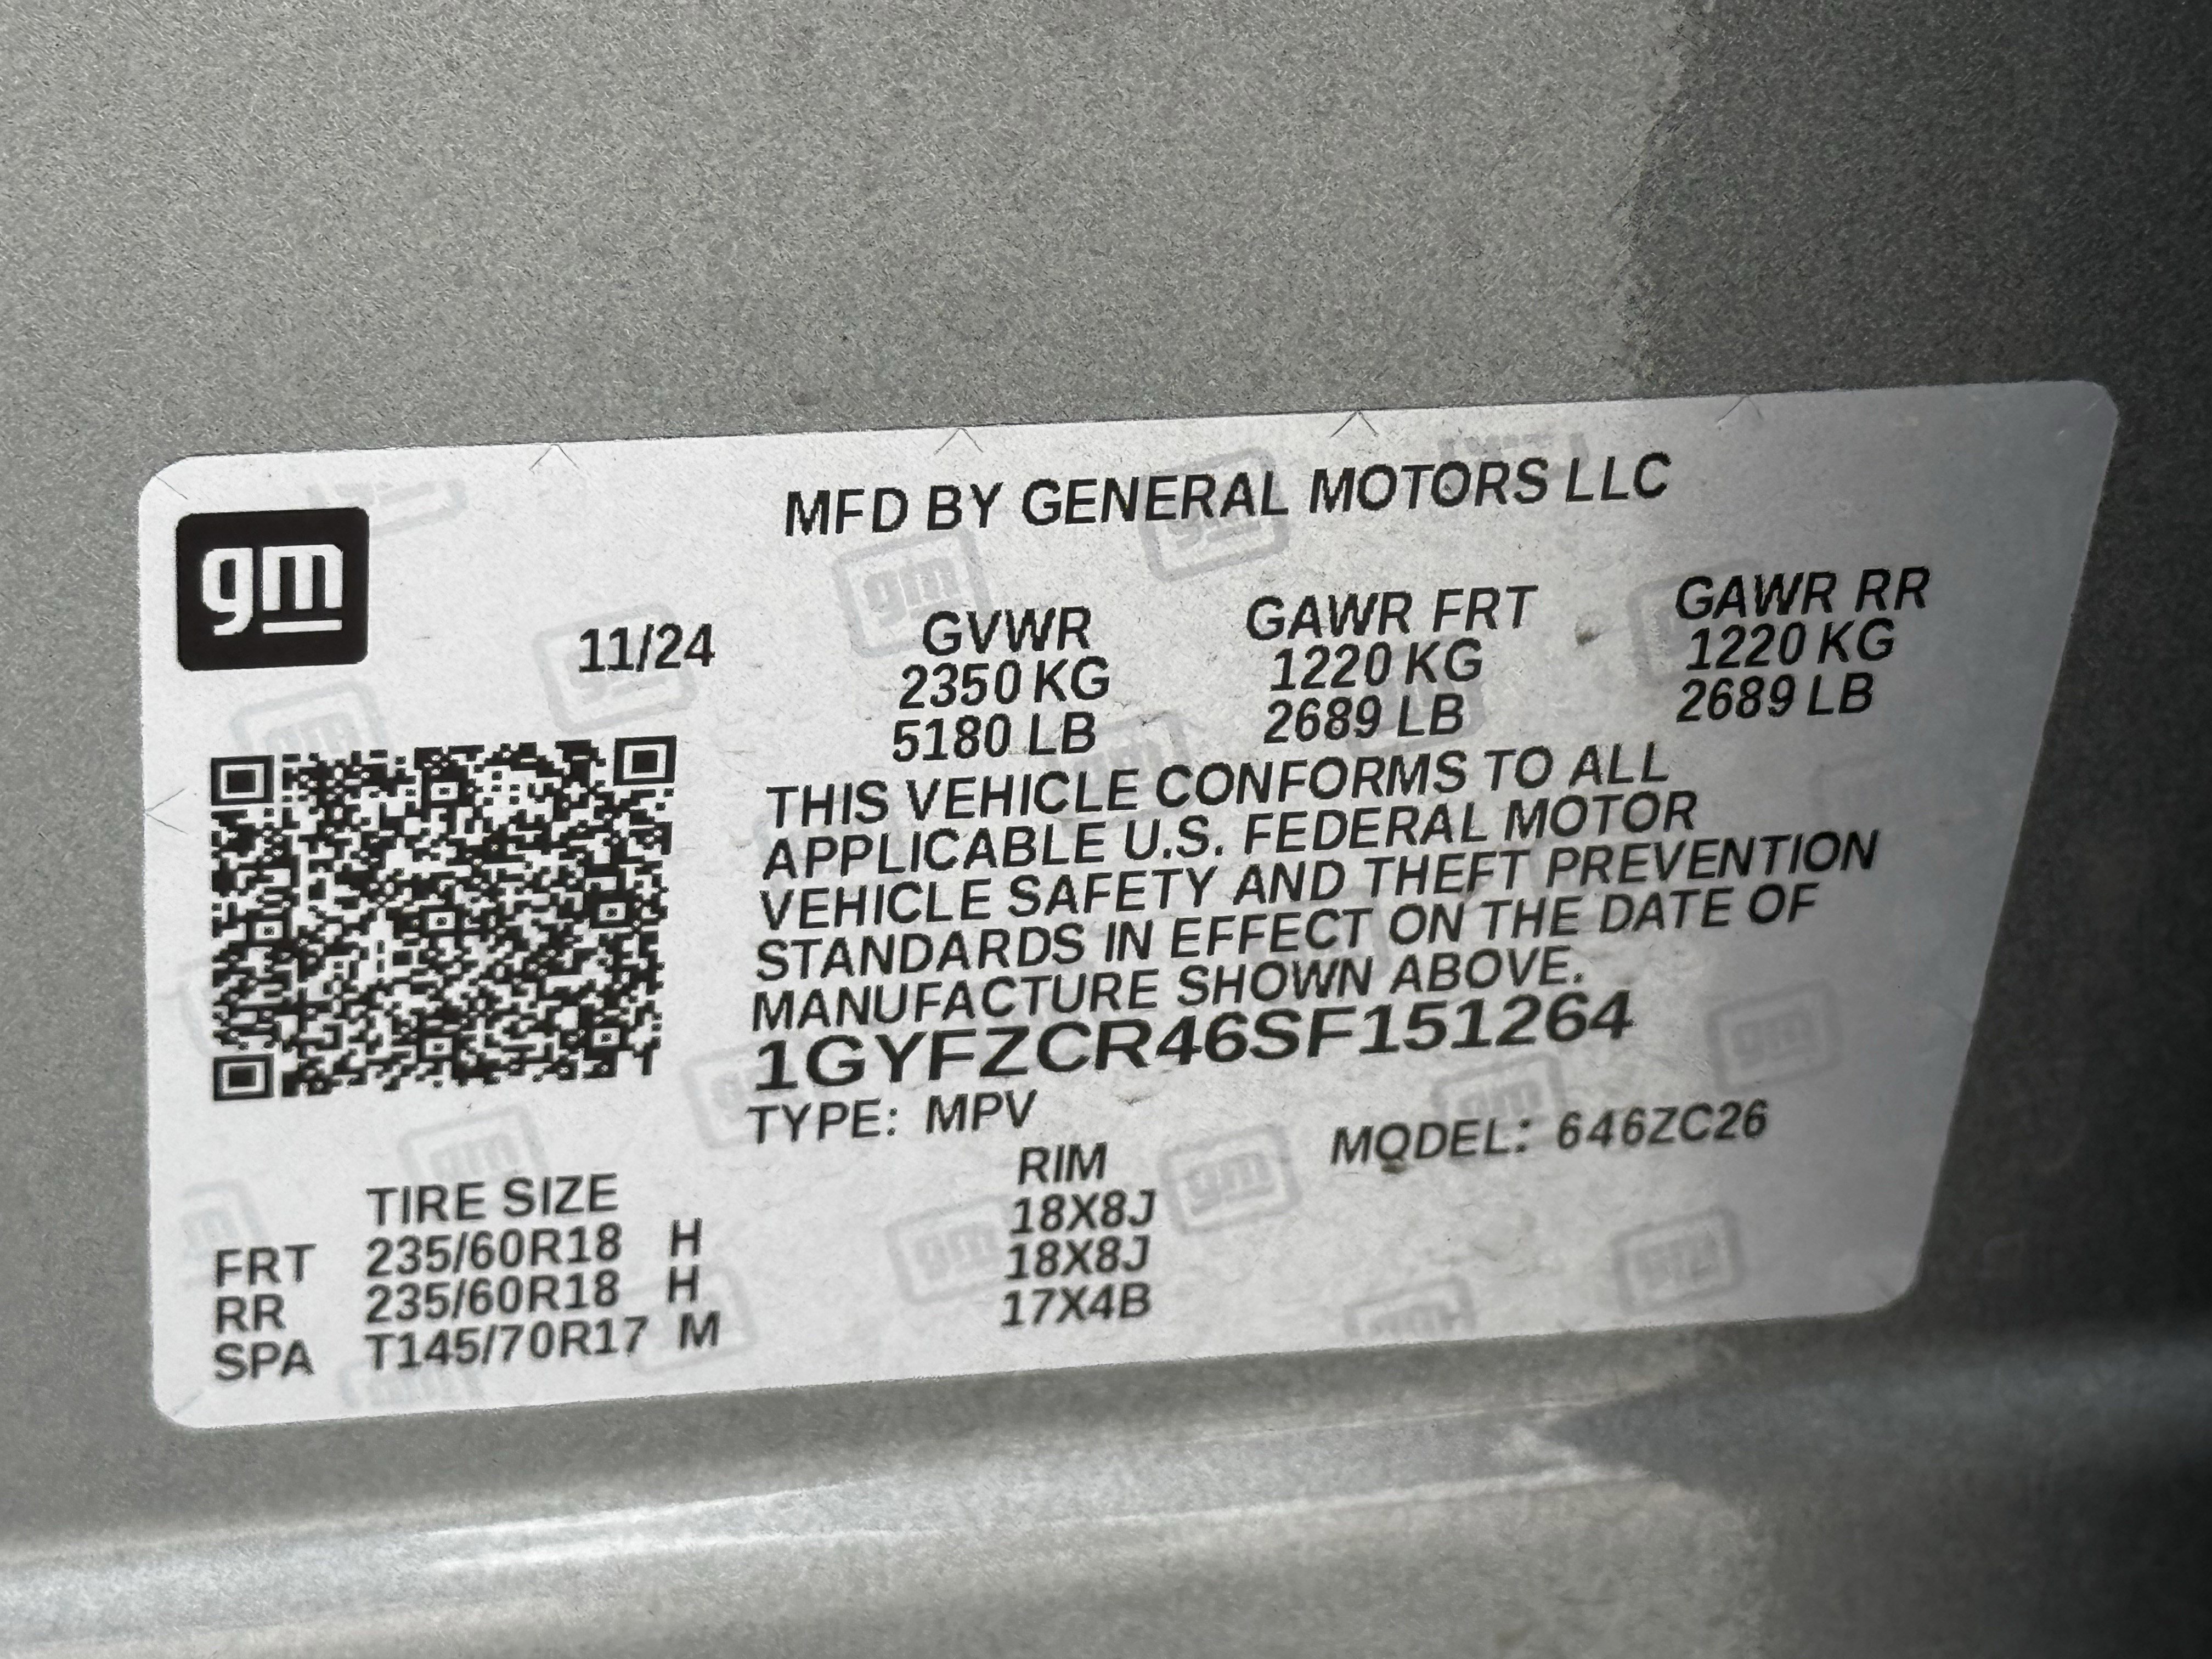 gm
MFD BY GENERAL MOTORS LLC
11/24
GVWR GAWR FRT GAWR RR
2350 KG 1220 KG 1220 KG
5180 LB 2689 LB 2689 LB
THIS VEHICLE CONFORMS TO ALL
APPLICABLE U.S. FEDERAL MOTOR
VEHICLE SAFETY AND THEFT PREVENTION
STANDARDS IN EFFECT ON THE DATE OF
MANUFACTURE SHOWN ABOVE.
1GYFZCR46SF151264
TYPE: MPV MODEL: 646ZC26
TIRE SIZE RIM
FRT 235/60R18 H 18X8J
RR 235/60R18 H 18X8J
SPA T145/70R17 M 17X4B